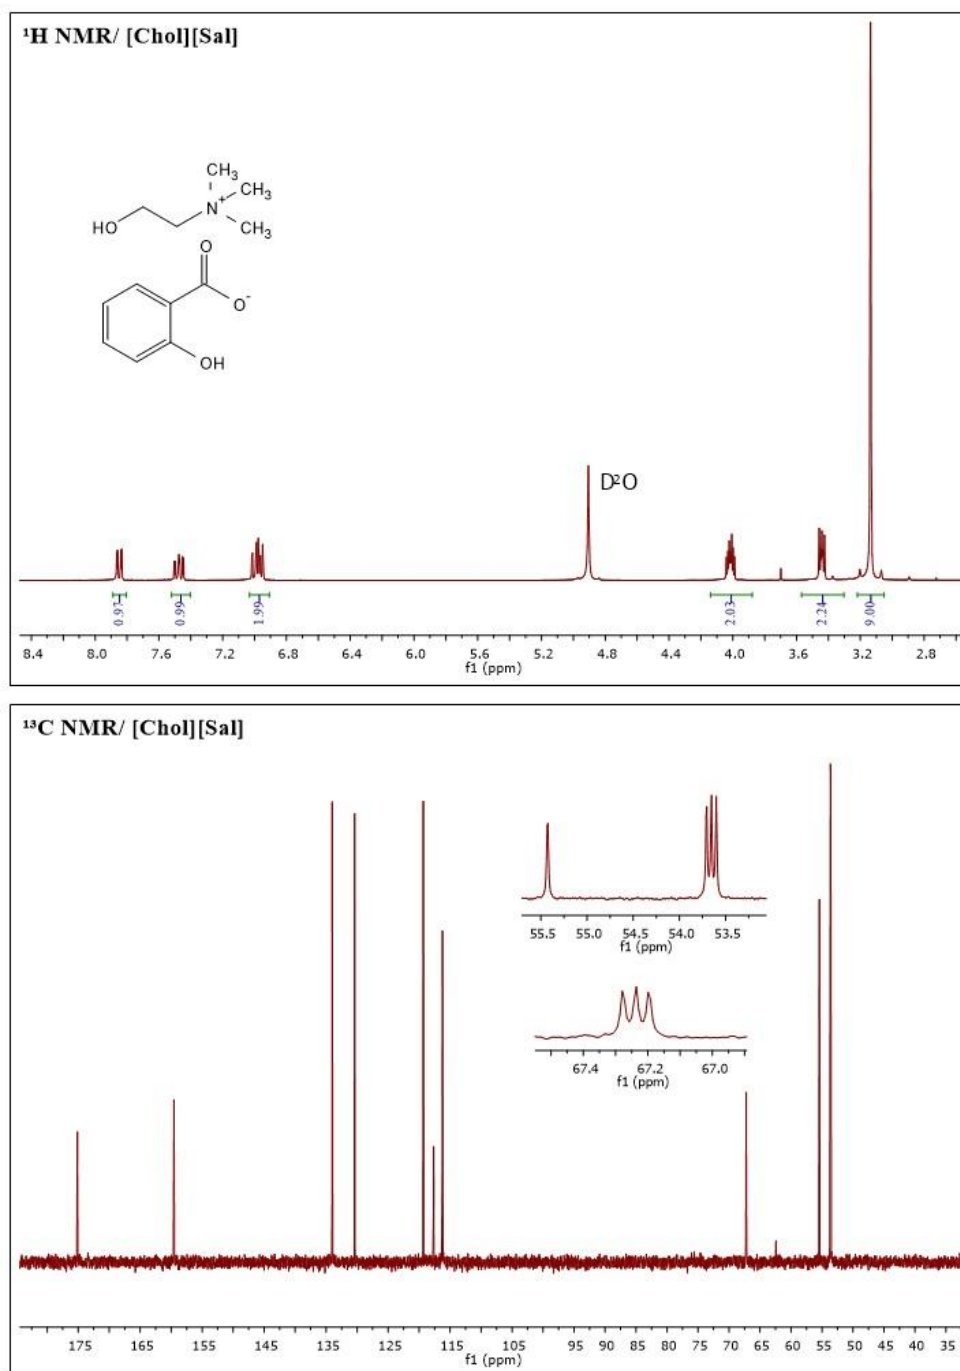 ¹H NMR/ [Chol][Sal]
CH₃
N⁺
CH₃
HO
CH₃
O
O⁻
OH
D²O
0.97
0.99
1.99
2.03
2.24
9.00
8.4 8.0 7.6 7.2 6.8 6.4 6.0 5.6 5.2 4.8 4.4 4.0 3.6 3.2 2.8
f1 (ppm)
¹³C NMR/ [Chol][Sal]
55.5 55.0 54.5 54.0 53.5
f1 (ppm)
67.4 67.2 67.0
f1 (ppm)
175 165 155 145 135 125 115 105 95 90 85 80 75 70 65 60 55 50 45 40 35
f1 (ppm)